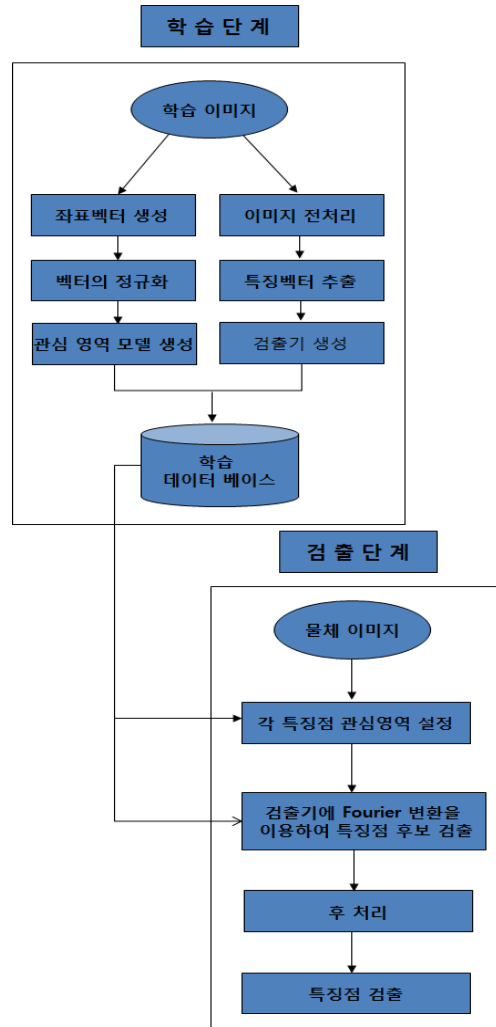 학 습 단 계
학습 이미지
좌표벡터 생성
이미지 전처리
벡터의 정규화
특징벡터 추출
관심 영역 모델 생성
검출기 생성
학습
데이터 베이스
검 출 단 계
물체 이미지
각 특징점 관심영역 설정
검출기에 Fourier 변환을
이용하여 특징점 후보 검출
후 처리
특징점 검출